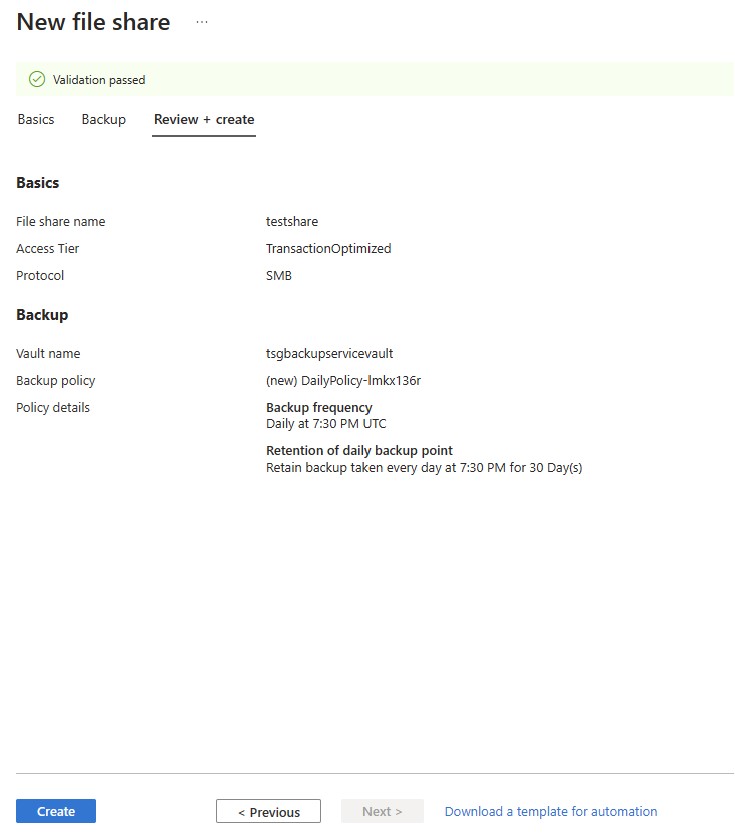 New file share ...
Validation passed
Basics Backup Review + create
Basics
File share name testshare
Access Tier TransactionOptimized
Protocol SMB
Backup
Vault name tsgbackupservicevault
Backup policy (new) DailyPolicy-lmkx136r
Policy details Backup frequency
Daily at 7:30 PM UTC
Retention of daily backup point
Retain backup taken every day at 7:30 PM for 30 Day(s)
Create < Previous Next > Download a template for automation